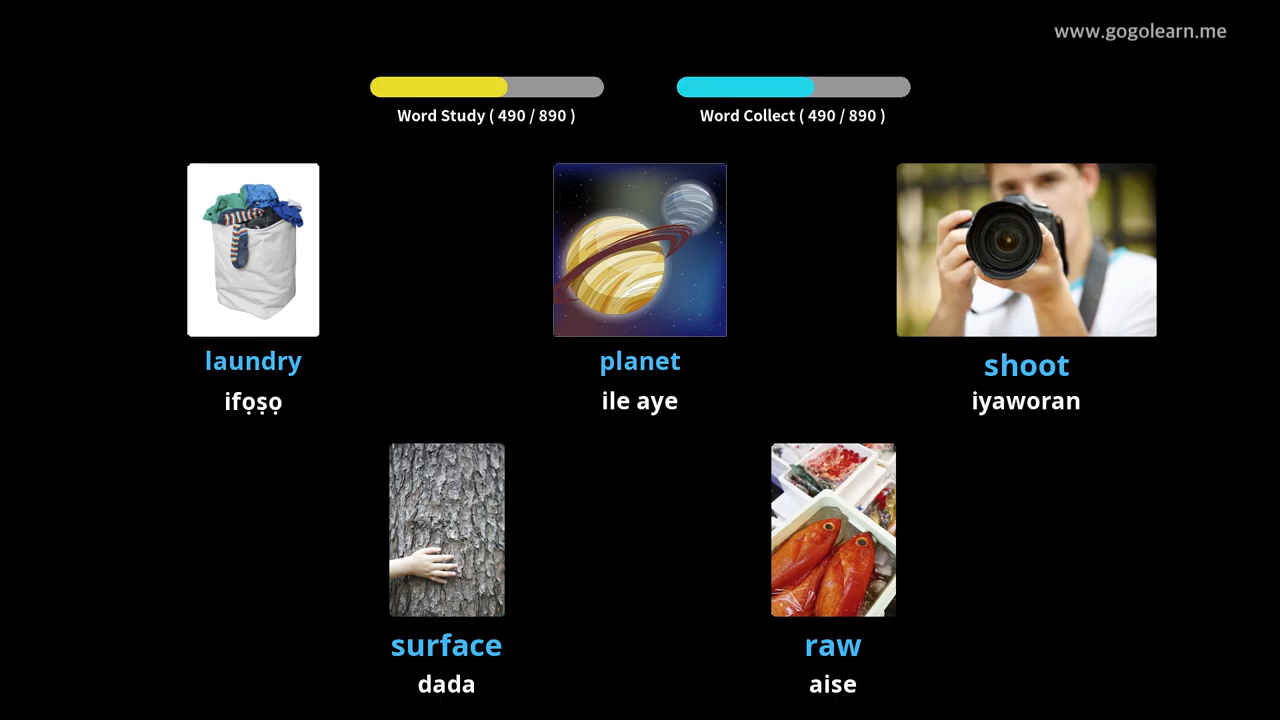 www.gogolearn.me
Word Study ( 490 / 890 )
Word Collect ( 490 / 890 )
laundry
ifọṣọ
planet
ile aye
shoot
iyaworan
surface
dada
raw
aise